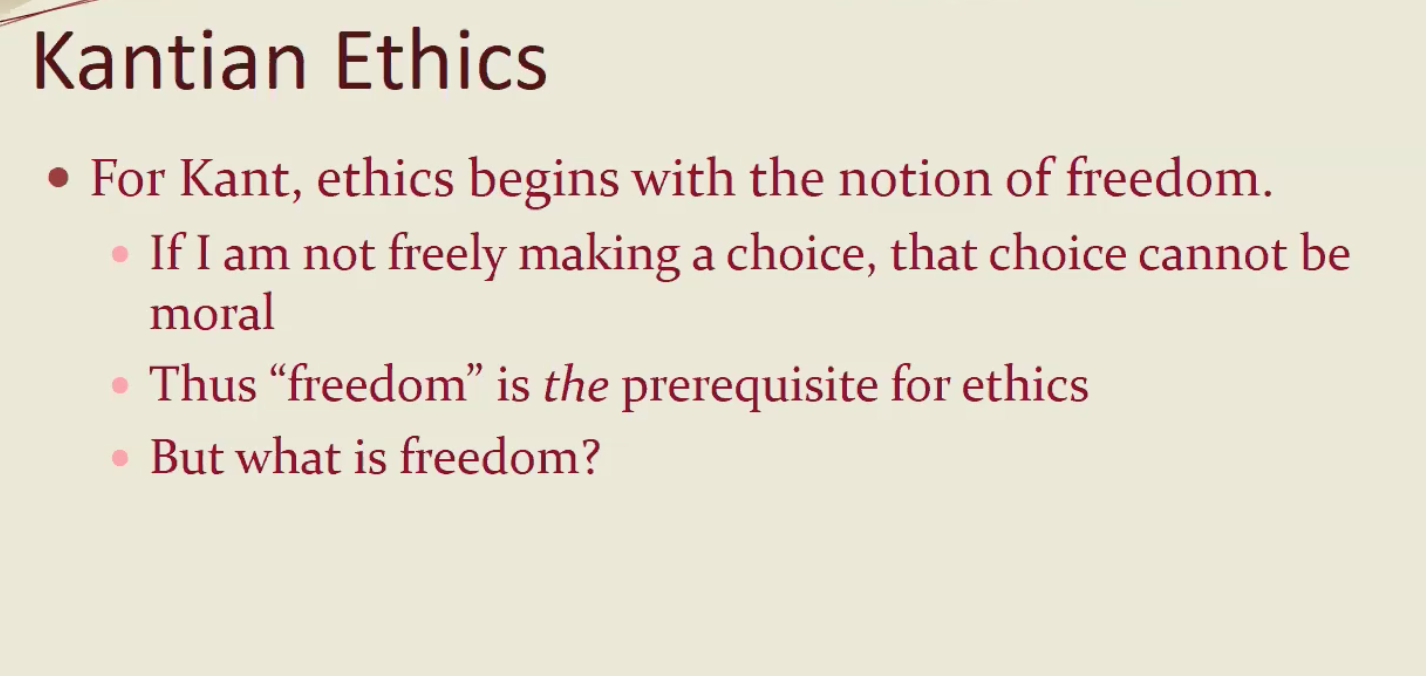 Kantian Ethics
• For Kant, ethics begins with the notion of freedom.
• If I am not freely making a choice, that choice cannot be
moral
• Thus “freedom” is the prerequisite for ethics
• But what is freedom?